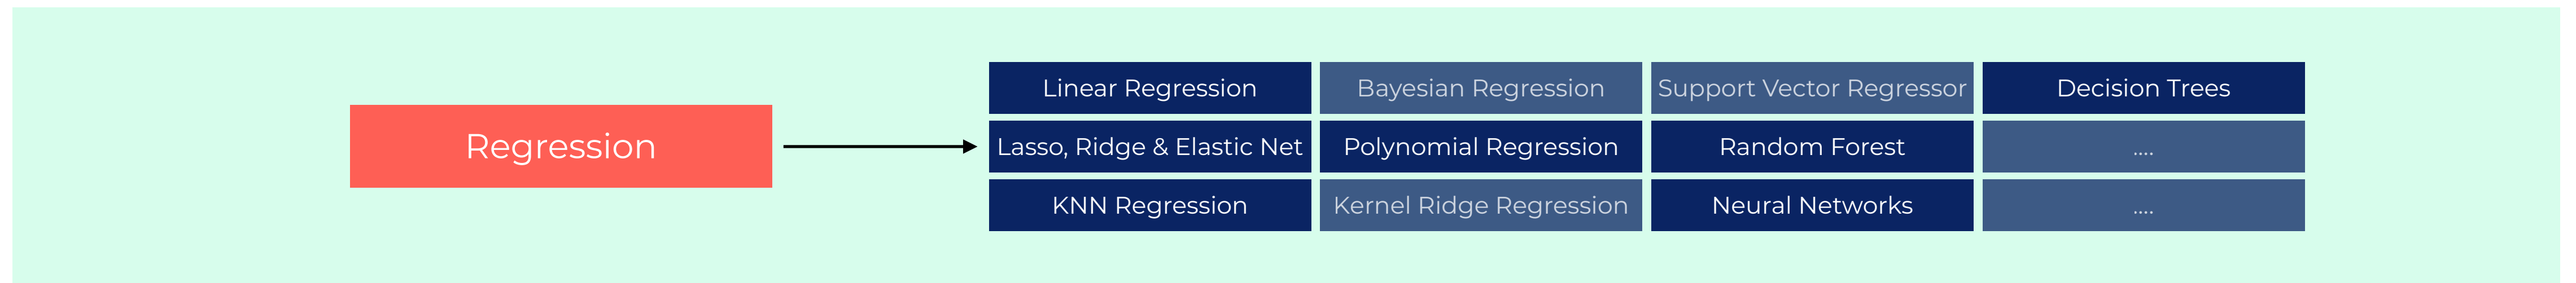 Regression
Linear Regression
Bayesian Regression
Support Vector Regressor
Decision Trees
Lasso, Ridge & Elastic Net
Polynomial Regression
Random Forest
....
KNN Regression
Kernel Ridge Regression
Neural Networks
....